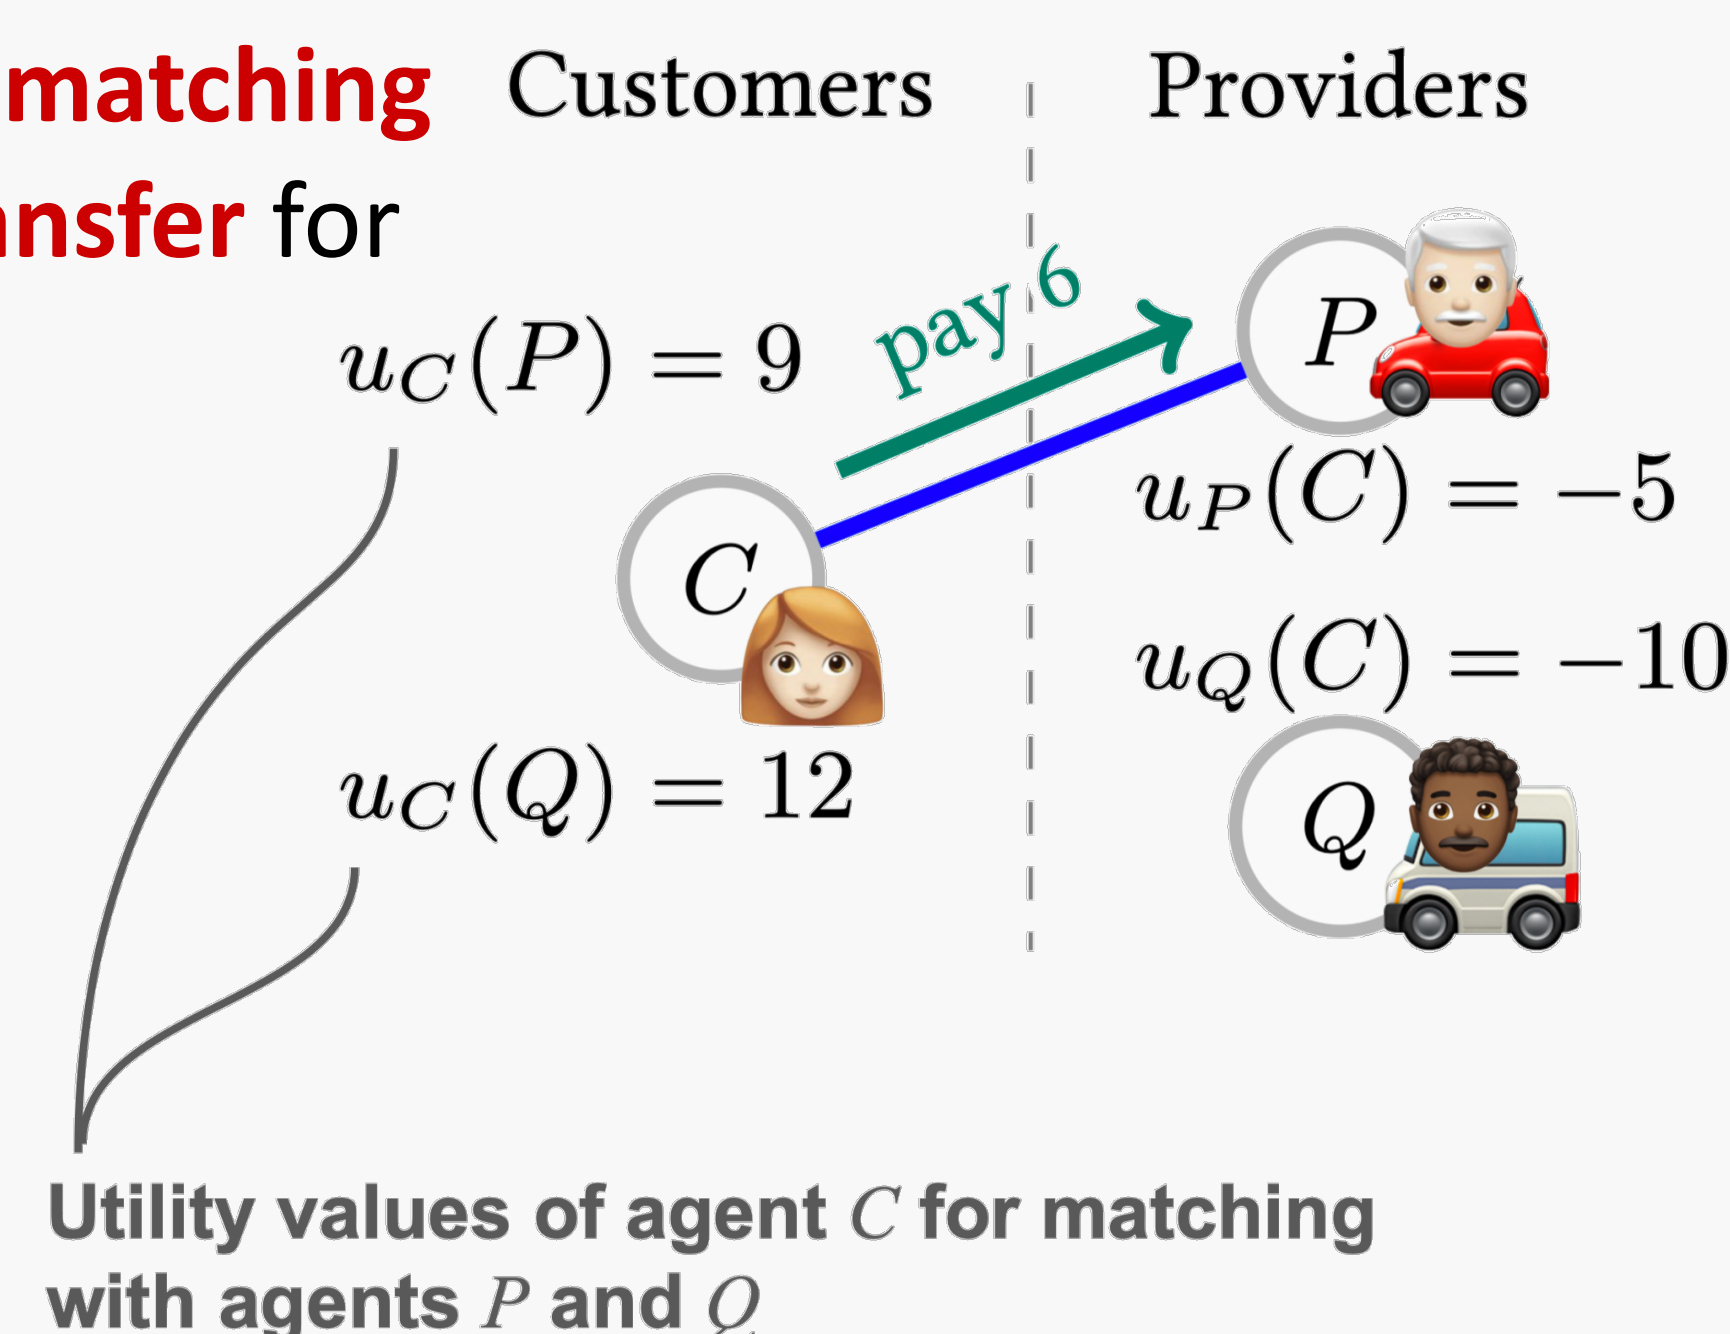 matching
Customers
Providers
ansfer for
pay 6
u_C(P) = 9
P
u_P(C) = −5
C
u_Q(C) = −10
u_C(Q) = 12
Q
Utility values of agent C for matching
with agents P and Q